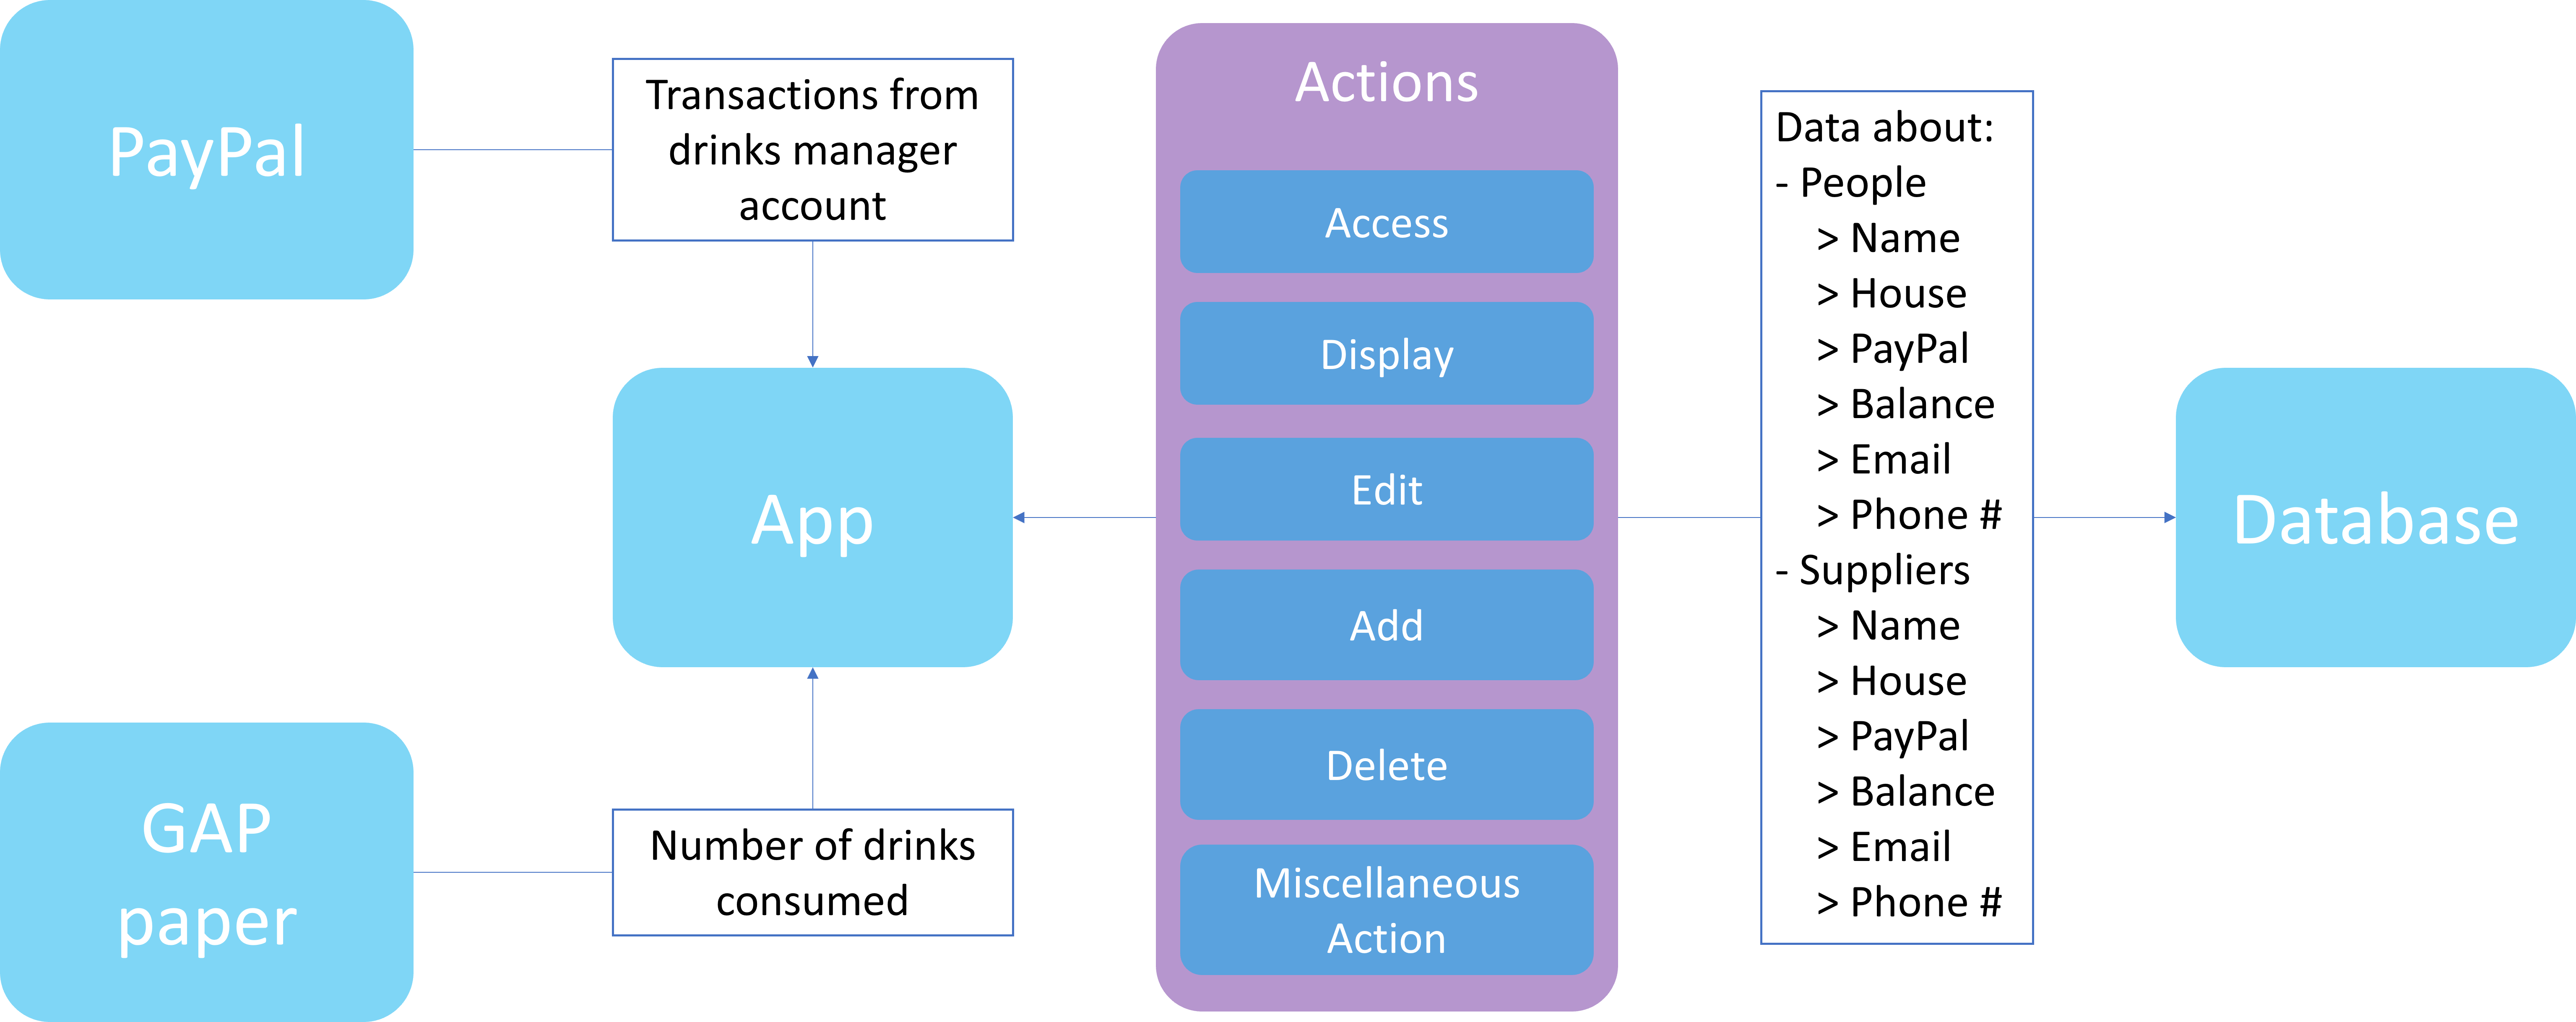 PayPal
Transactions from
drinks manager
account
App
GAP
paper
Number of drinks
consumed
Actions
Access
Display
Edit
Add
Delete
Miscellaneous
Action
Data about:
- People
> Name
> House
> PayPal
> Balance
> Email
> Phone #
- Suppliers
> Name
> House
> PayPal
> Balance
> Email
> Phone #
Database